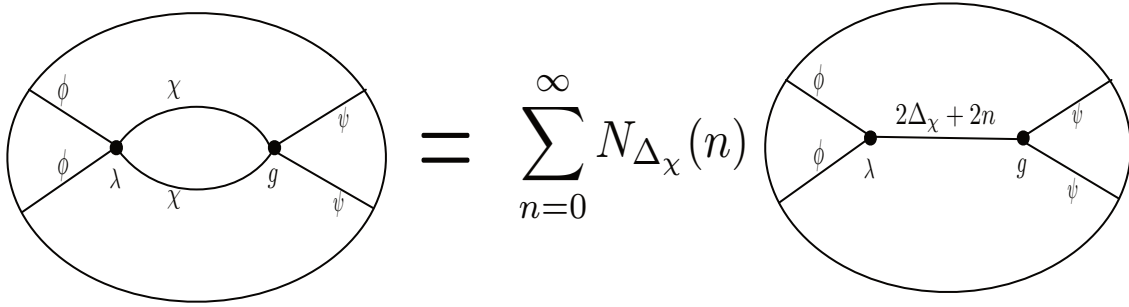 ϕ χ ψ
ϕ λ χ g ψ
= ∞ ∑ n=0 N_{Δ_χ}(n)
ϕ 2Δ_χ + 2n ψ
ϕ λ g ψ